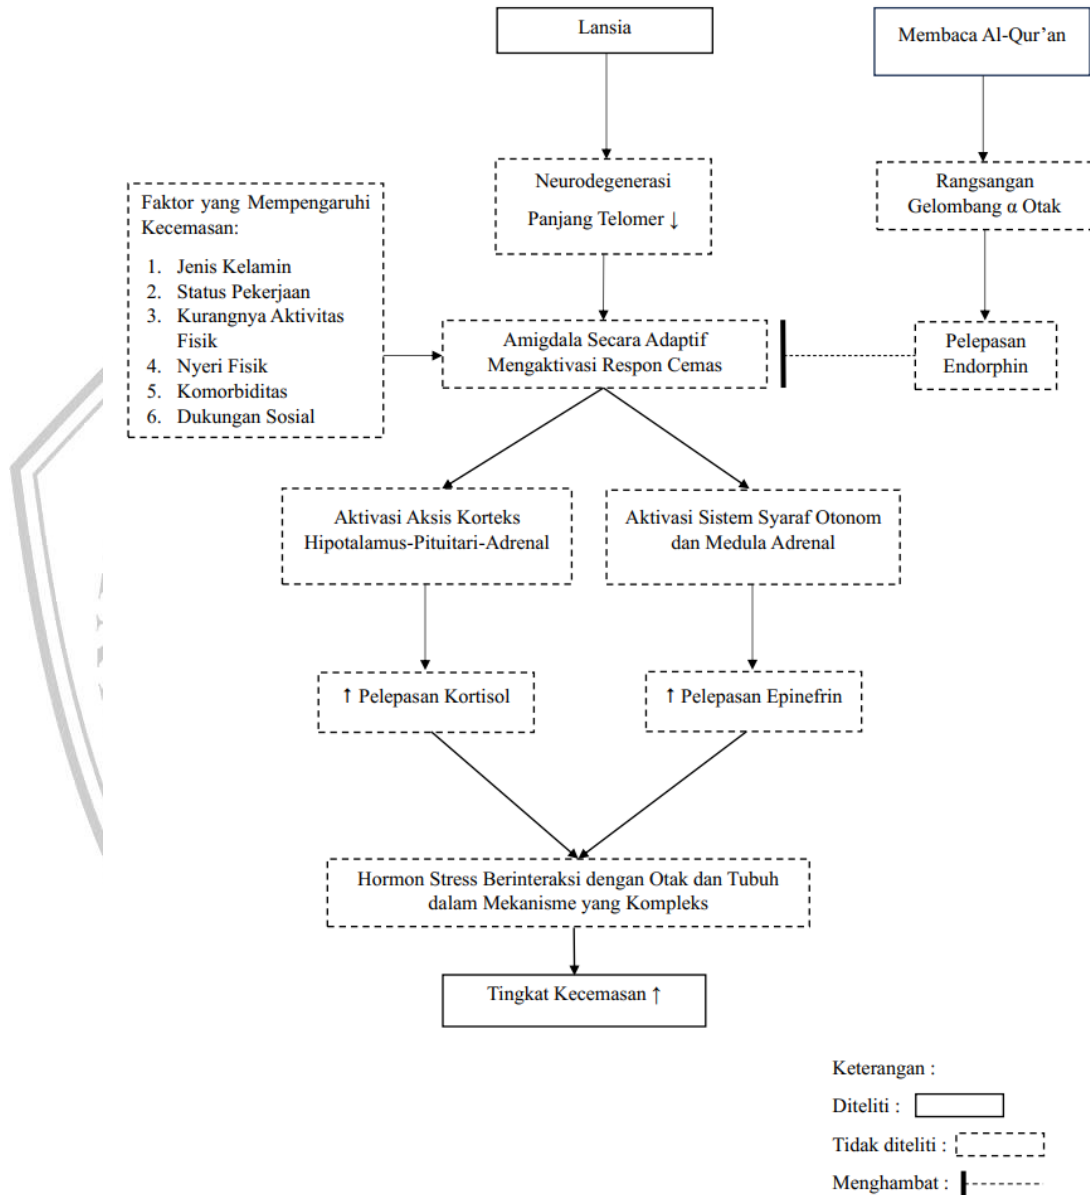 Lansia
Membaca Al-Qur’an
Neurodegenerasi
Panjang Telomer ↓
Rangsangan
Gelombang α Otak
Faktor yang Mempengaruhi
Kecemasan:
1. Jenis Kelamin
2. Status Pekerjaan
3. Kurangnya Aktivitas
Fisik
4. Nyeri Fisik
5. Komorbiditas
6. Dukungan Sosial
Amigdala Secara Adaptif
Mengaktivasi Respon Cemas
Pelepasan
Endorphin
Aktivasi Aksis Korteks
Hipotalamus-Pituitari-Adrenal
Aktivasi Sistem Syaraf Otonom
dan Medula Adrenal
↑ Pelepasan Kortisol
↑ Pelepasan Epinefrin
Hormon Stress Berinteraksi dengan Otak dan Tubuh
dalam Mekanisme yang Kompleks
Tingkat Kecemasan ↑
Keterangan :
Diteliti :
Tidak diteliti :
Menghambat :